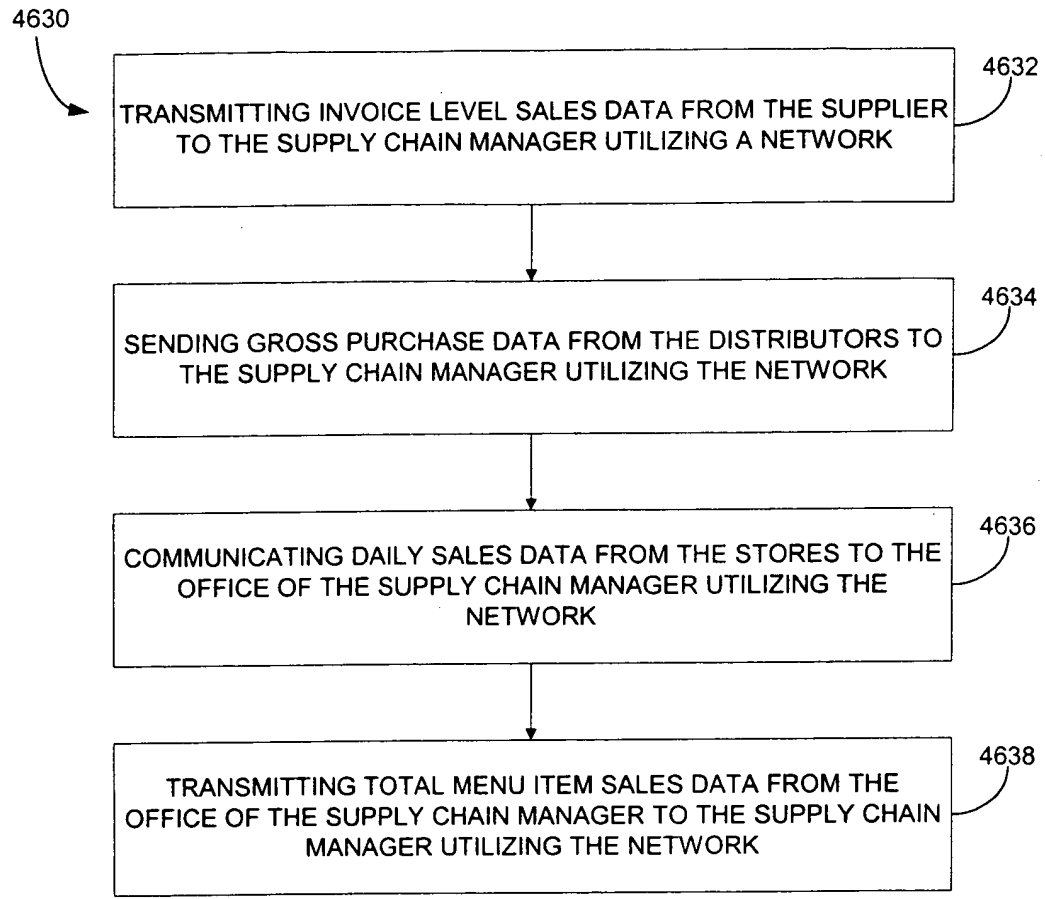 4630
4632
TRANSMITTING INVOICE LEVEL SALES DATA FROM THE SUPPLIER
TO THE SUPPLY CHAIN MANAGER UTILIZING A NETWORK
4634
SENDING GROSS PURCHASE DATA FROM THE DISTRIBUTORS TO
THE SUPPLY CHAIN MANAGER UTILIZING THE NETWORK
4636
COMMUNICATING DAILY SALES DATA FROM THE STORES TO THE
OFFICE OF THE SUPPLY CHAIN MANAGER UTILIZING THE
NETWORK
4638
TRANSMITTING TOTAL MENU ITEM SALES DATA FROM THE
OFFICE OF THE SUPPLY CHAIN MANAGER TO THE SUPPLY CHAIN
MANAGER UTILIZING THE NETWORK